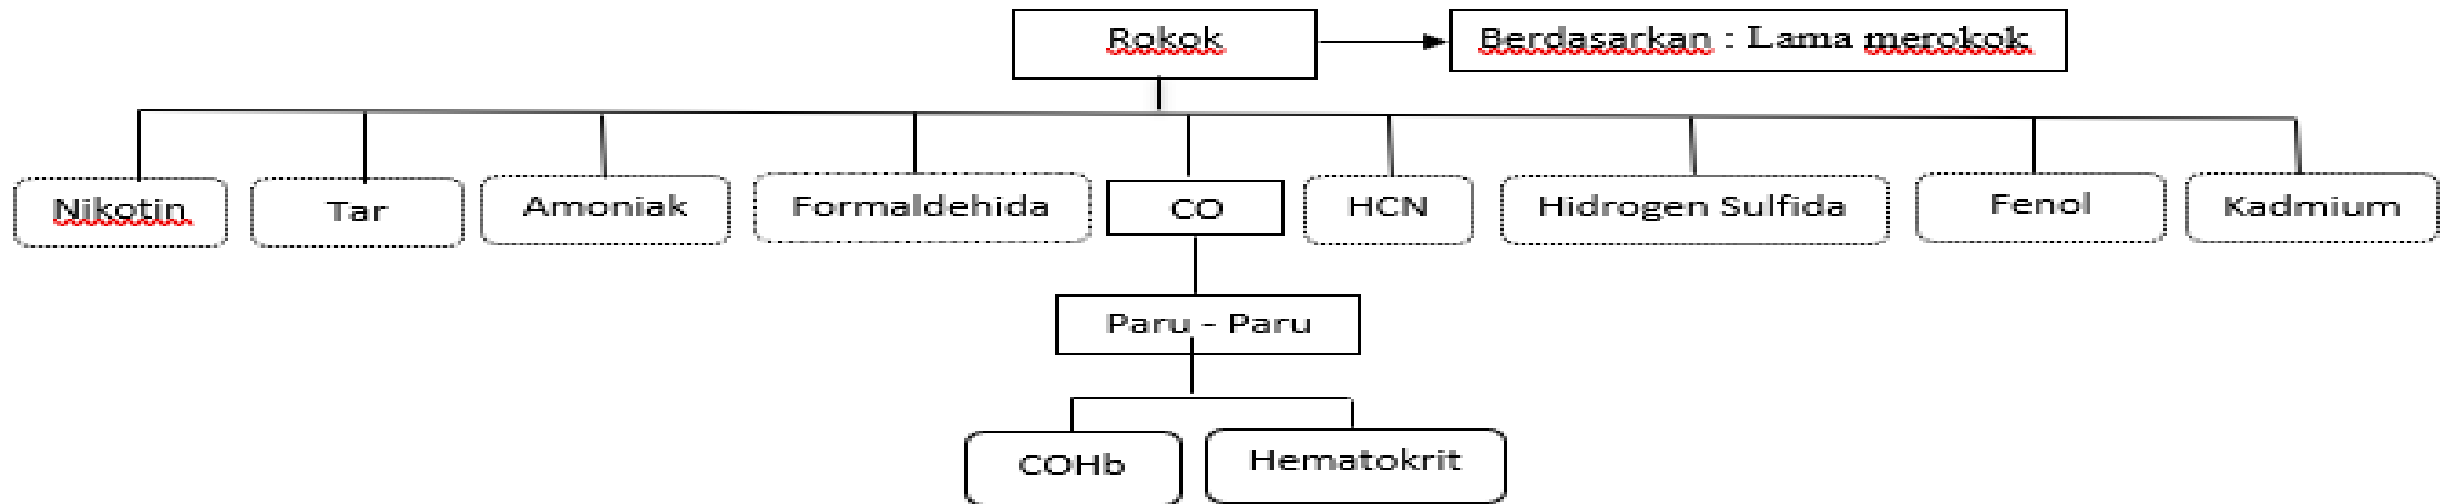 Rokok
Berdasarkan : Lama merokok
Nikotin
Tar
Amoniak
Formaldehida
CO
HCN
Hidrogen Sulfida
Fenol
Kadmium
Paru - Paru
COHb
Hematokrit